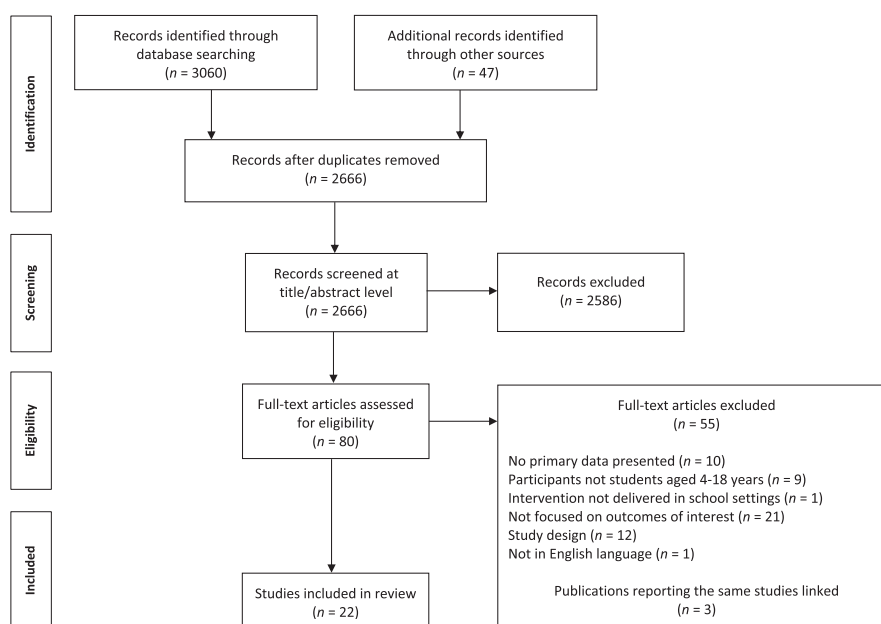 Identification
Records identified through
database searching
(n = 3060)
Additional records identified
through other sources
(n = 47)
Records after duplicates removed
(n = 2666)
Screening
Records screened at
title/abstract level
(n = 2666)
Records excluded
(n = 2586)
Eligibility
Full-text articles assessed
for eligibility
(n = 80)
Full-text articles excluded
(n = 55)
No primary data presented (n = 10)
Participants not students aged 4-18 years (n = 9)
Intervention not delivered in school settings (n = 1)
Not focused on outcomes of interest (n = 21)
Study design (n = 12)
Not in English language (n = 1)
Publications reporting the same studies linked
(n = 3)
Included
Studies included in review
(n = 22)